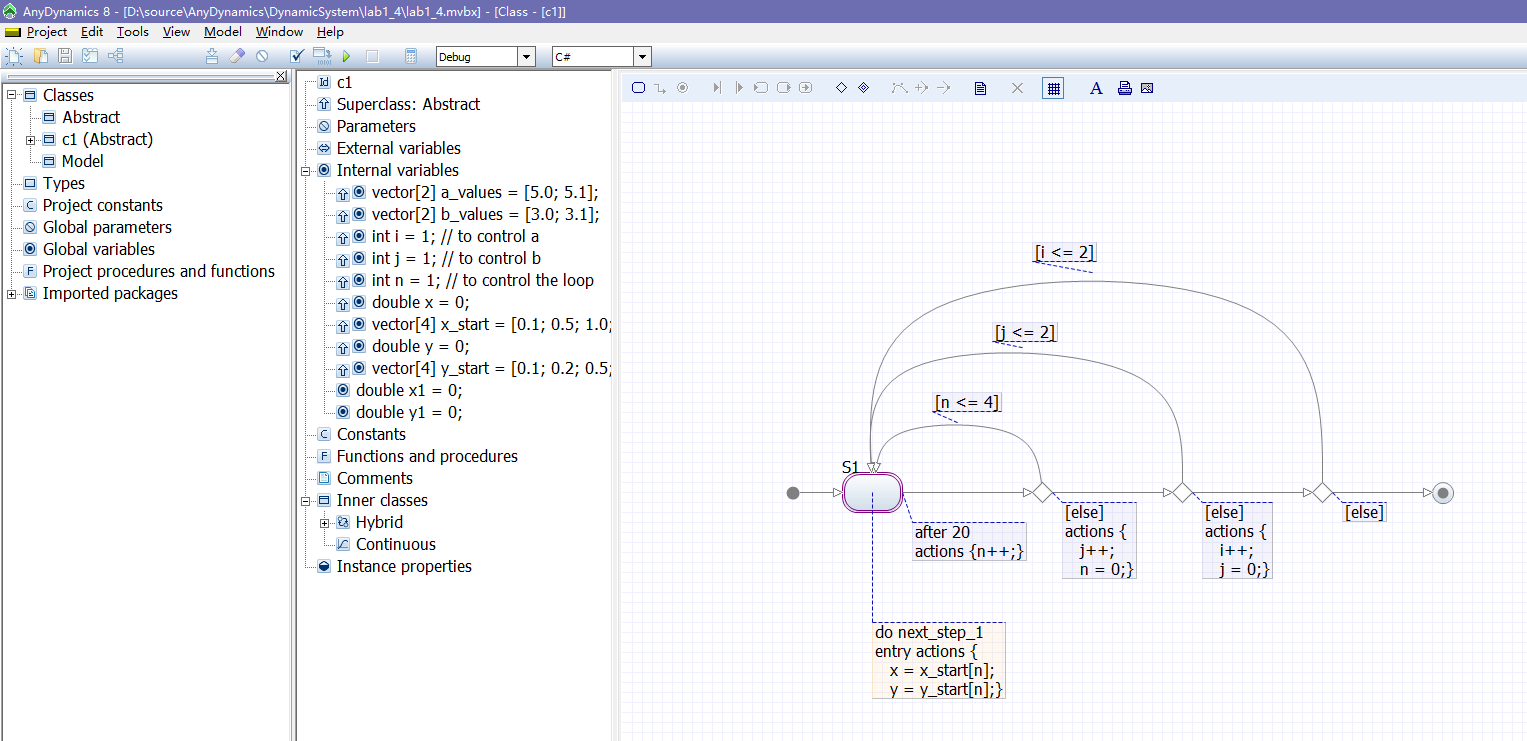 AnyDynamics 8 - [D:\source\AnyDynamics\DynamicSystem\lab1_4\lab1_4.mvbx] - [Class - [c1]]
Project Edit Tools View Model Window Help
Debug C#
Classes
Abstract
c1 (Abstract)
Model
Types
Project constants
Global parameters
Global variables
Project procedures and functions
Imported packages
c1
Superclass: Abstract
Parameters
External variables
Internal variables
vector[2] a_values = [5.0; 5.1];
vector[2] b_values = [3.0; 3.1];
int i = 1; // to control a
int j = 1; // to control b
int n = 1; // to control the loop
double x = 0;
vector[4] x_start = [0.1; 0.5; 1.0;
double y = 0;
vector[4] y_start = [0.1; 0.2; 0.5;
double x1 = 0;
double y1 = 0;
Constants
Functions and procedures
Comments
Inner classes
Hybrid
Continuous
Instance properties
[i <= 2]
[j <= 2]
[n <= 4]
S1
after 20
actions {n++;}
[else]
actions {
j++;
n = 0;}
[else]
actions {
i++;
j = 0;}
[else]
do next_step_1
entry actions {
x = x_start[n];
y = y_start[n];}